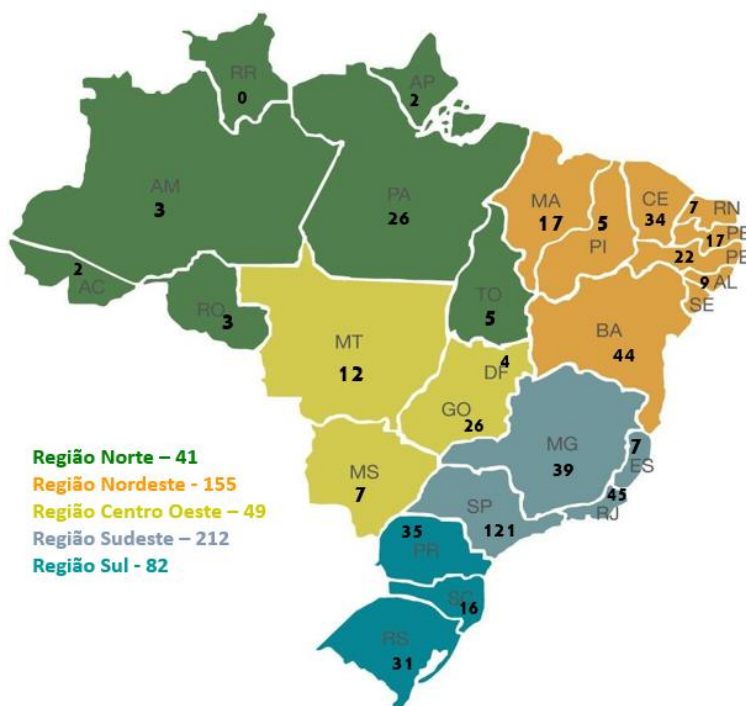 RR
0
AP
2
AM
3
PA
26
MA
17
5
PI
CE
34
7
RN
PB
17
22
PE
9
AL
SE
2
AC
RO
3
TO
5
BA
44
MT
12
4
DF
GO
26
MG
39
7
ES
MS
7
SP
121
45
RJ
35
PR
SC
16
RS
31
Região Norte – 41
Região Nordeste - 155
Região Centro Oeste – 49
Região Sudeste – 212
Região Sul - 82